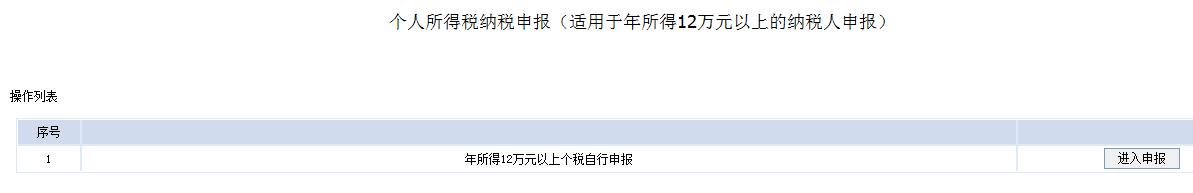 个人所得税纳税申报（适用于年所得12万元以上的纳税人申报）
操作列表
序号
1 年所得12万元以上个税自行申报 进入申报